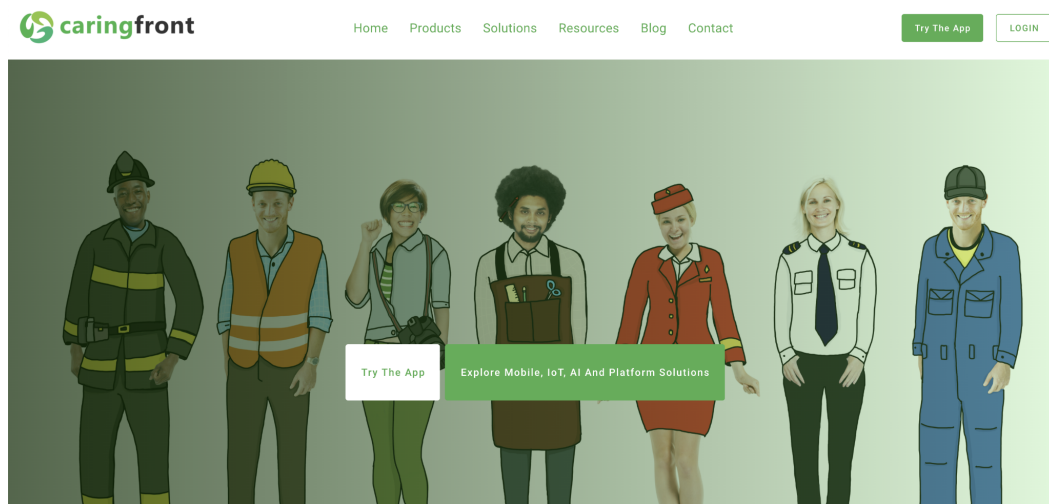 caringfront
Home Products Solutions Resources Blog Contact
Try The App
LOGIN
Try The App
Explore Mobile, IoT, AI And Platform Solutions